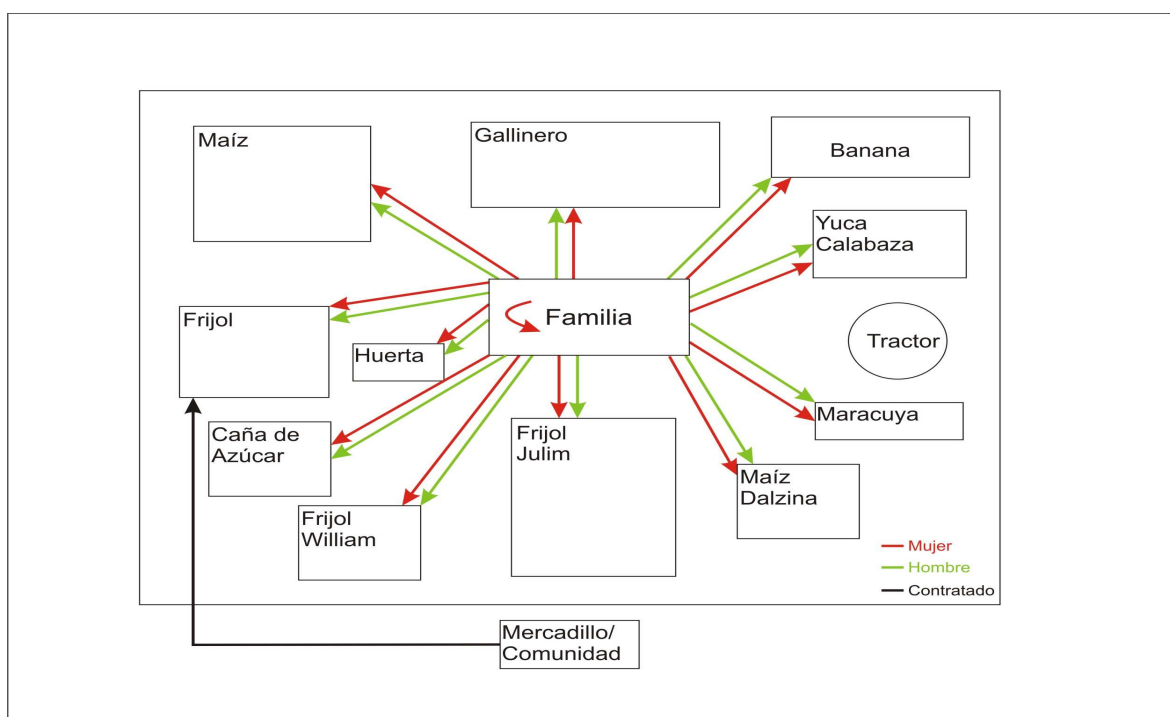 Maíz
Gallinero
Banana
Yuca
Calabaza
Frijol
Familia
Huerta
Tractor
Caña de
Azúcar
Frijol
Julim
Maracuya
Maíz
Dalzina
Frijol
William
Mujer
Hombre
Contratado
Mercadillo/
Comunidad